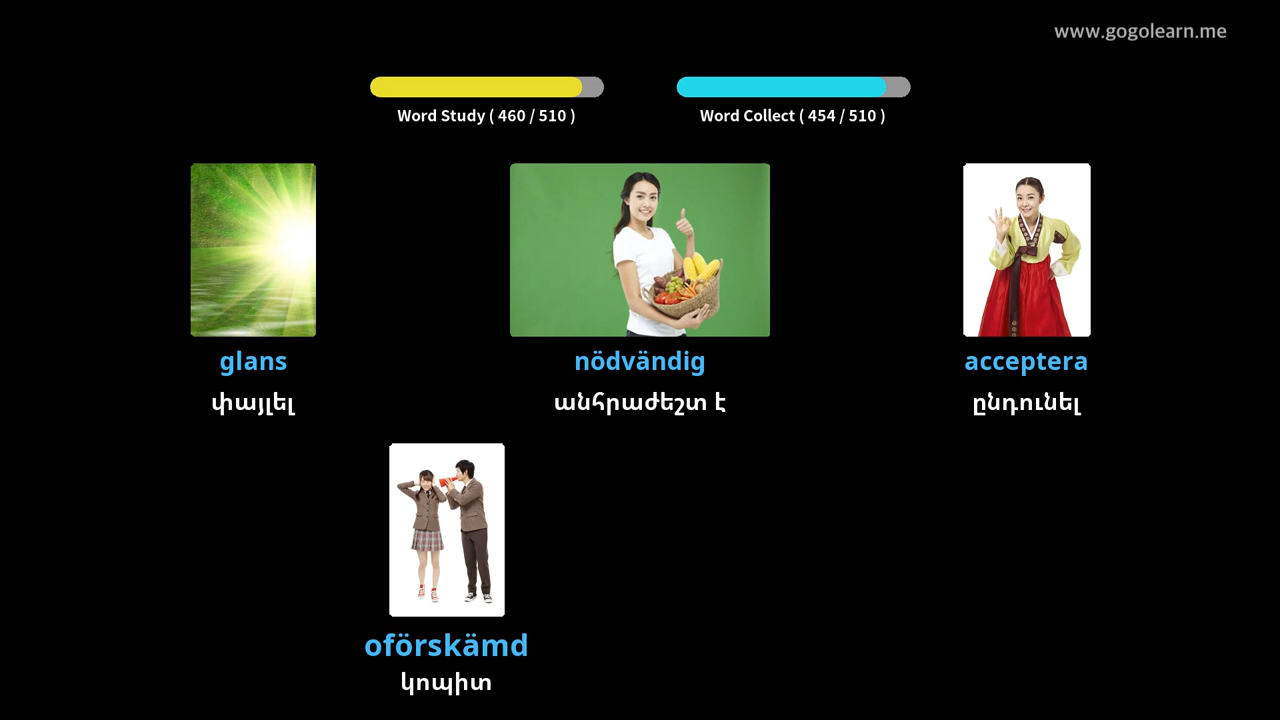 www.gogolearn.me
Word Study ( 460 / 510 )
Word Collect ( 454 / 510 )
glans
nödvändig
acceptera
փայլել
անհրաժեշտ է
ընդունել
oförskämd
կոպիտ